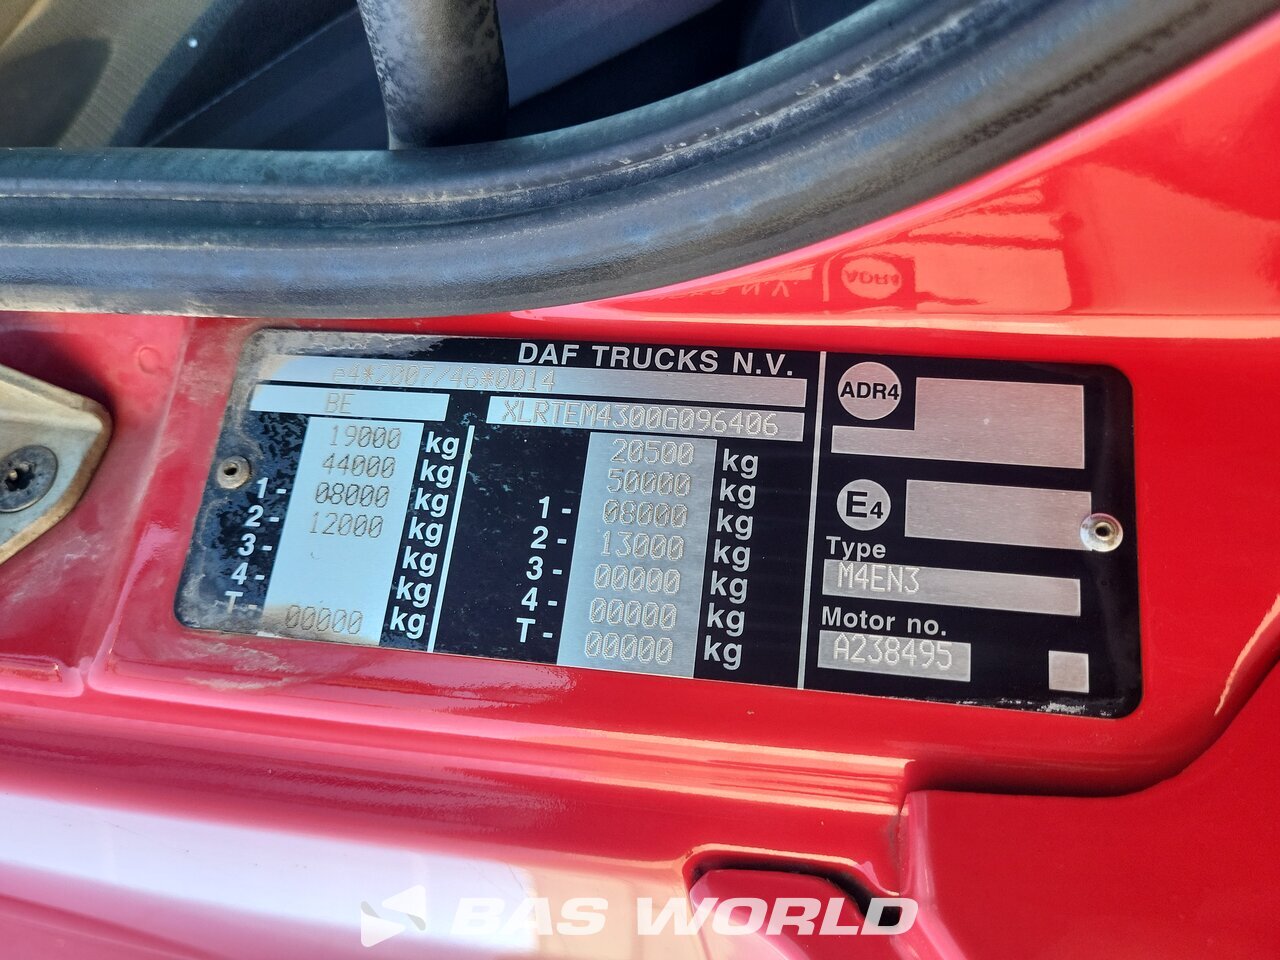 DAF TRUCKS N.V.
e4*2007/46*0014
BE XLRTEM4300G096406
19000 kg 20500 kg
44000 kg 50000 kg
1- 08000 kg 1- 08000 kg
2- 12000 kg 2- 13000 kg
3- kg 3- 00000 kg
4- kg 4- 00000 kg
T- 00000 kg T- 00000 kg
ADR4
E4
Type
M4EN3
Motor no.
A238495
ADR4
BAS WORLD